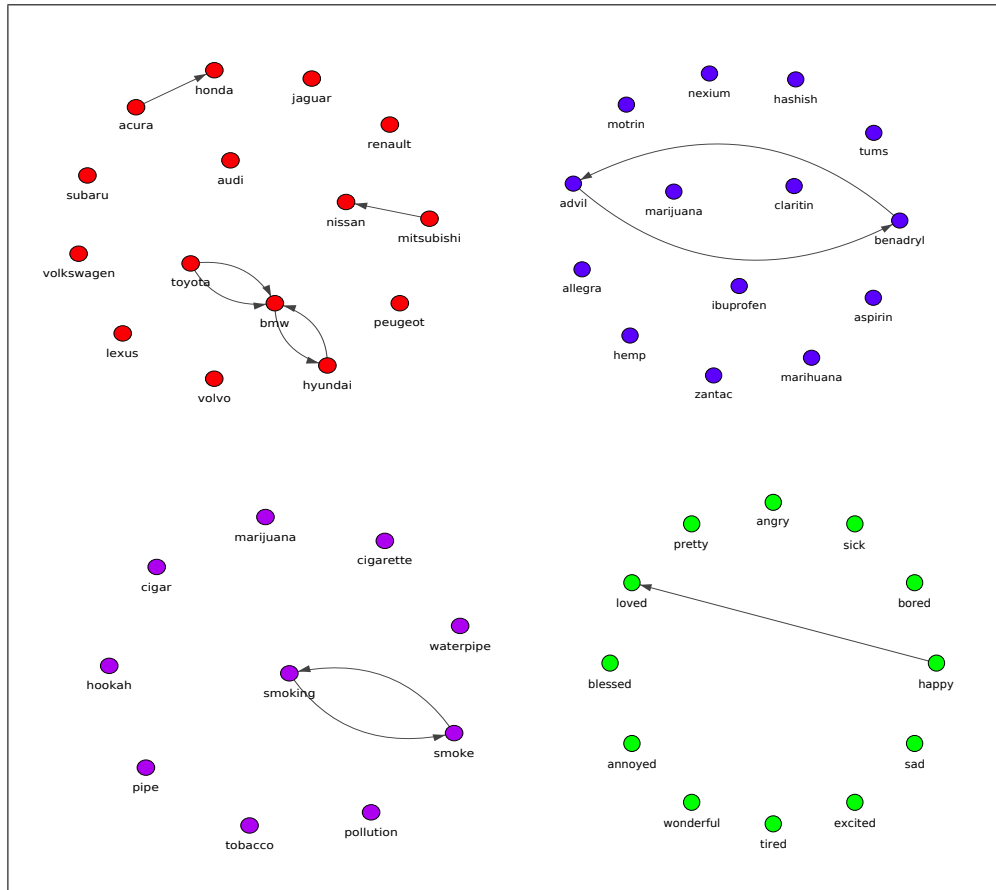 honda
jaguar
acura
renault
audi
subaru
nissan
mitsubishi
volkswagen
toyota
bmw
peugeot
lexus
hyundai
volvo
nexium
hashish
motrin
tums
advil
marijuana
claritin
benadryl
allegra
ibuprofen
aspirin
hemp
marihuana
zantac
marijuana
cigarette
cigar
waterpipe
hookah
smoking
smoke
pipe
pollution
tobacco
angry
pretty
sick
loved
bored
blessed
happy
annoyed
sad
wonderful
excited
tired